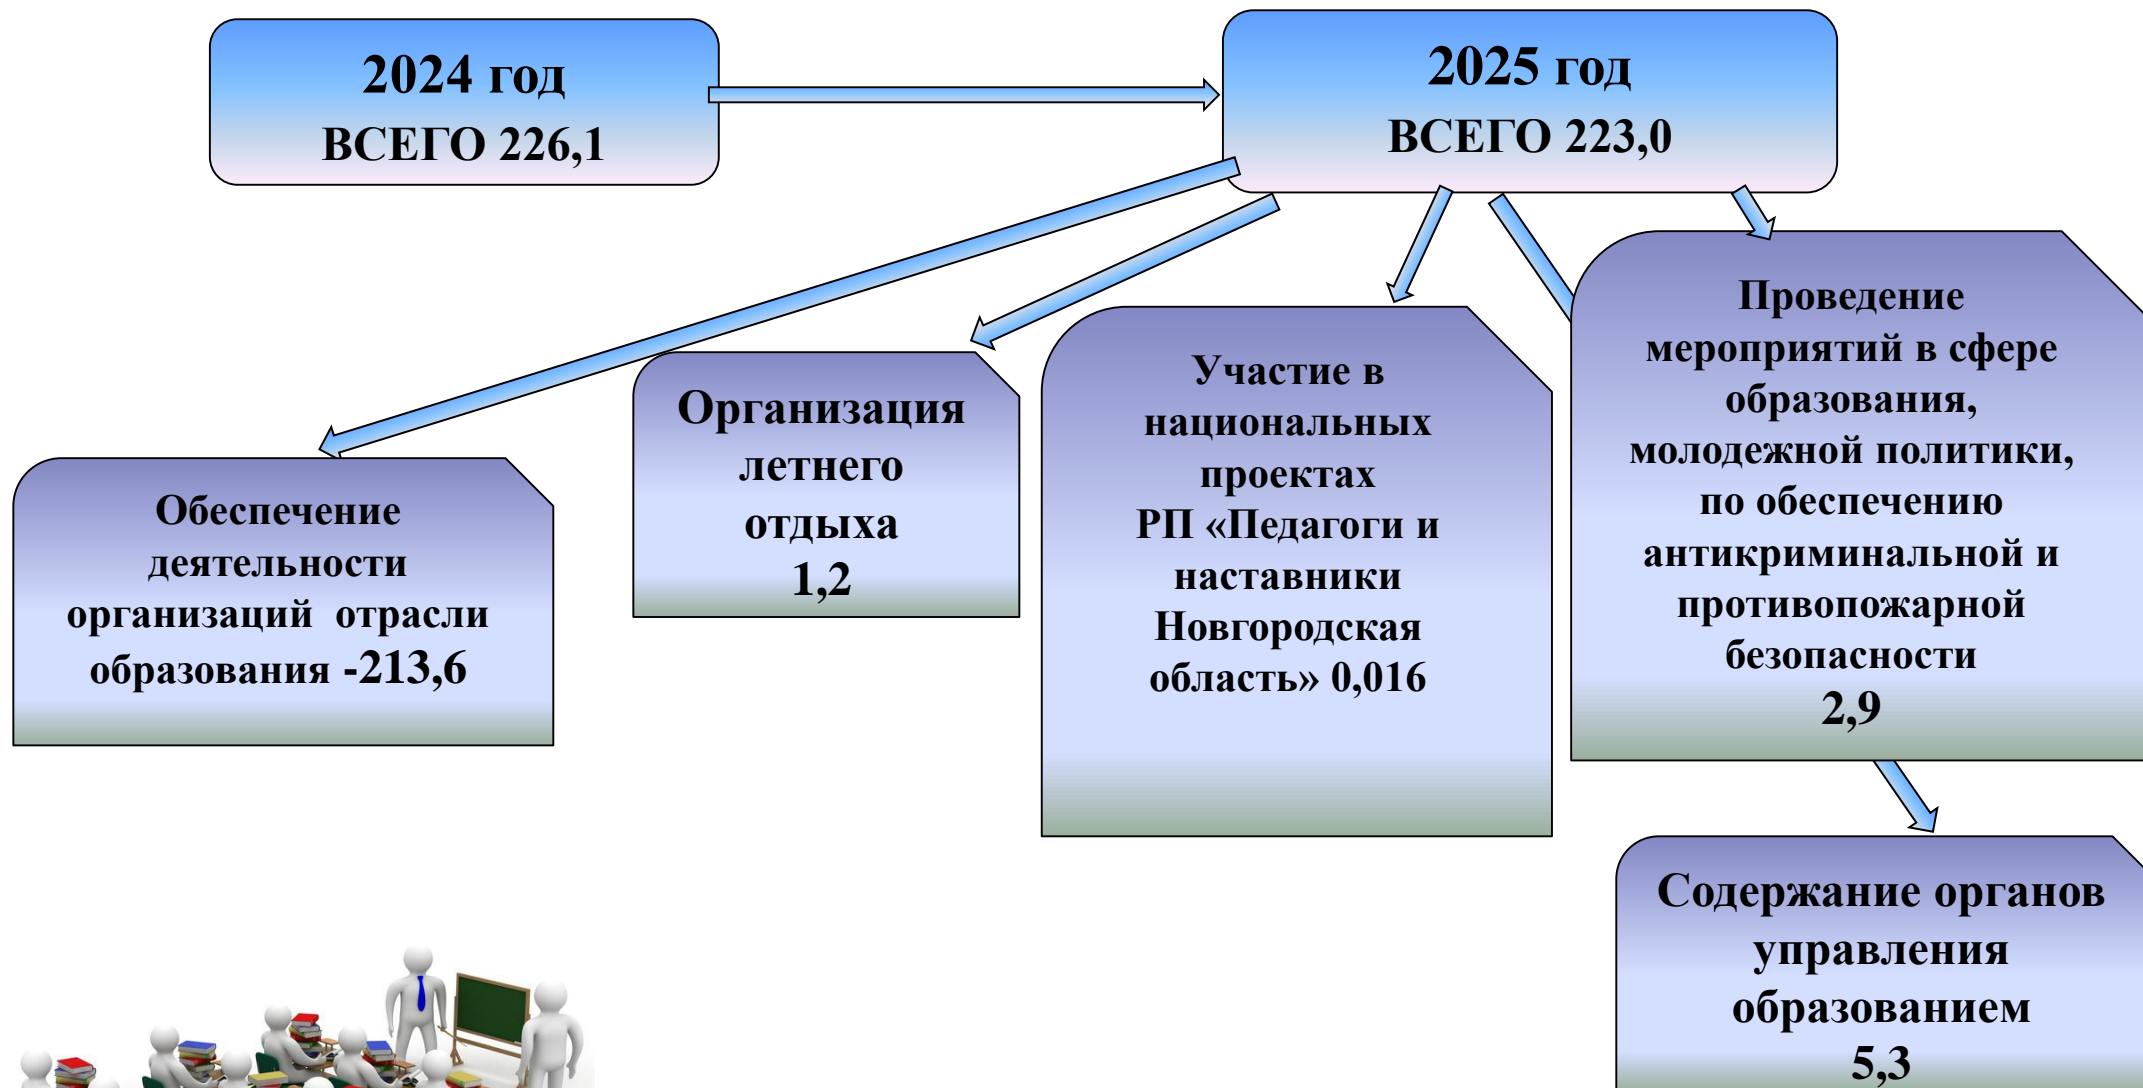 2024 год
ВСЕГО 226,1
2025 год
ВСЕГО 223,0
Обеспечение
деятельности
организаций отрасли
образования -213,6
Организация
летнего
отдыха
1,2
Участие в
национальных
проектах
РП «Педагоги и
наставники
Новгородская
область» 0,016
Проведение
мероприятий в сфере
образования,
молодежной политики,
по обеспечению
антикриминальной и
противопожарной
безопасности
2,9
Содержание органов
управления
образованием
5,3